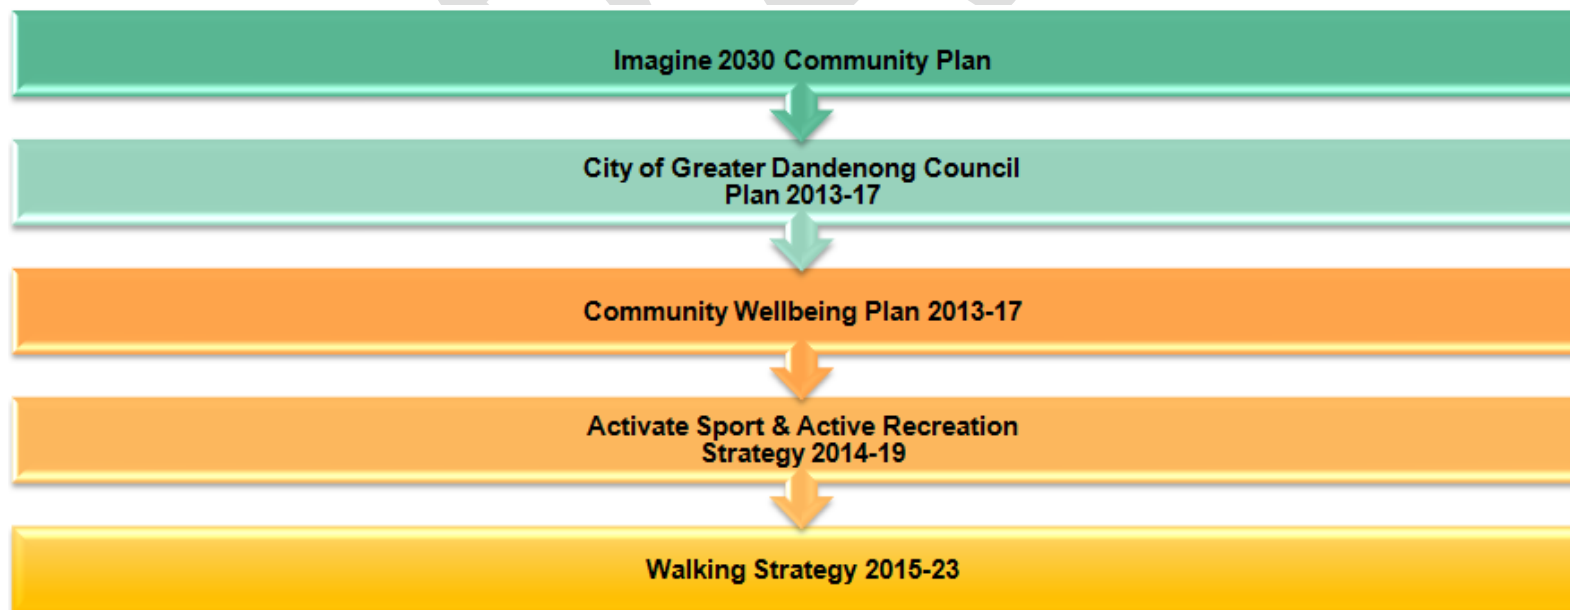 Imagine 2030 Community Plan
City of Greater Dandenong Council
Plan 2013-17
Community Wellbeing Plan 2013-17
Activate Sport & Active Recreation
Strategy 2014-19
Walking Strategy 2015-23